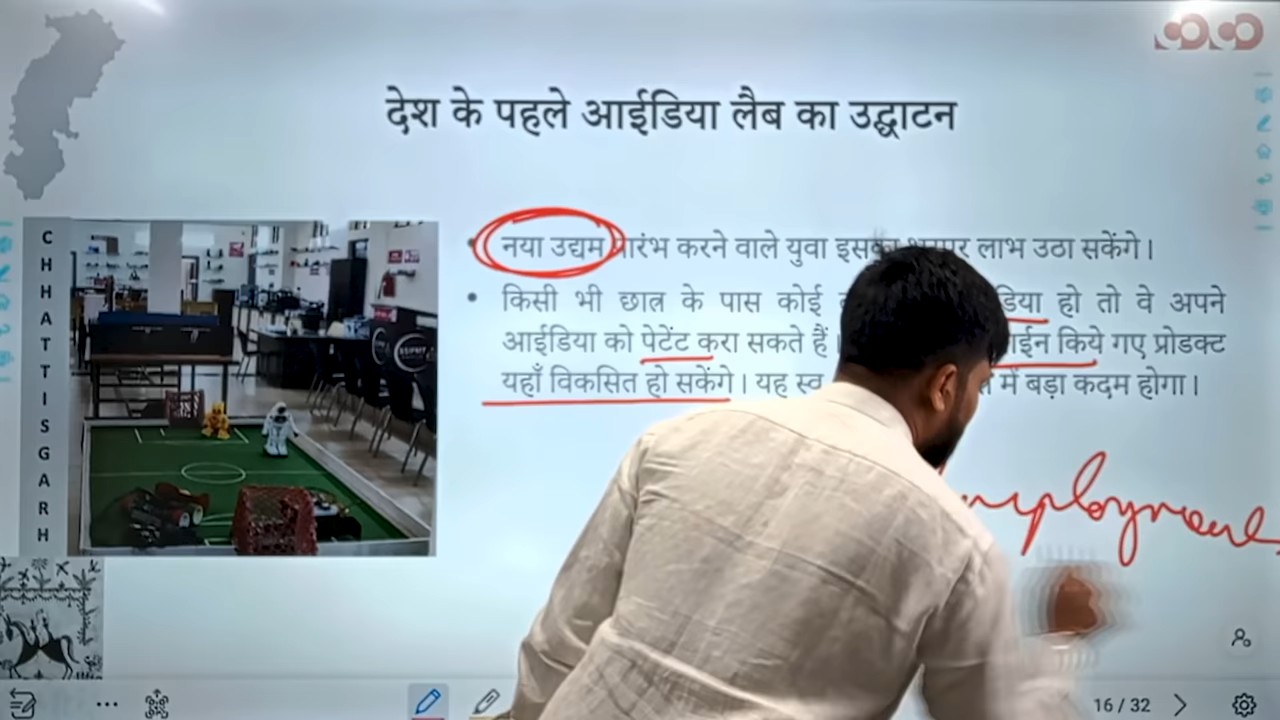 देश के पहले आईडिया लैब का उद्घाटन
CHHATTISGARH
नया उद्यम प्रारंभ करने वाले युवा लाभ उठा सकेंगे।
किसी भी छात्र के पास कोई हो तो वे अपने
आईडिया को पेटेंट करा सकते हैं। किये गए प्रोडक्ट
यहाँ विकसित हो सकेंगे। यह में बड़ा कदम होगा।
16 / 32